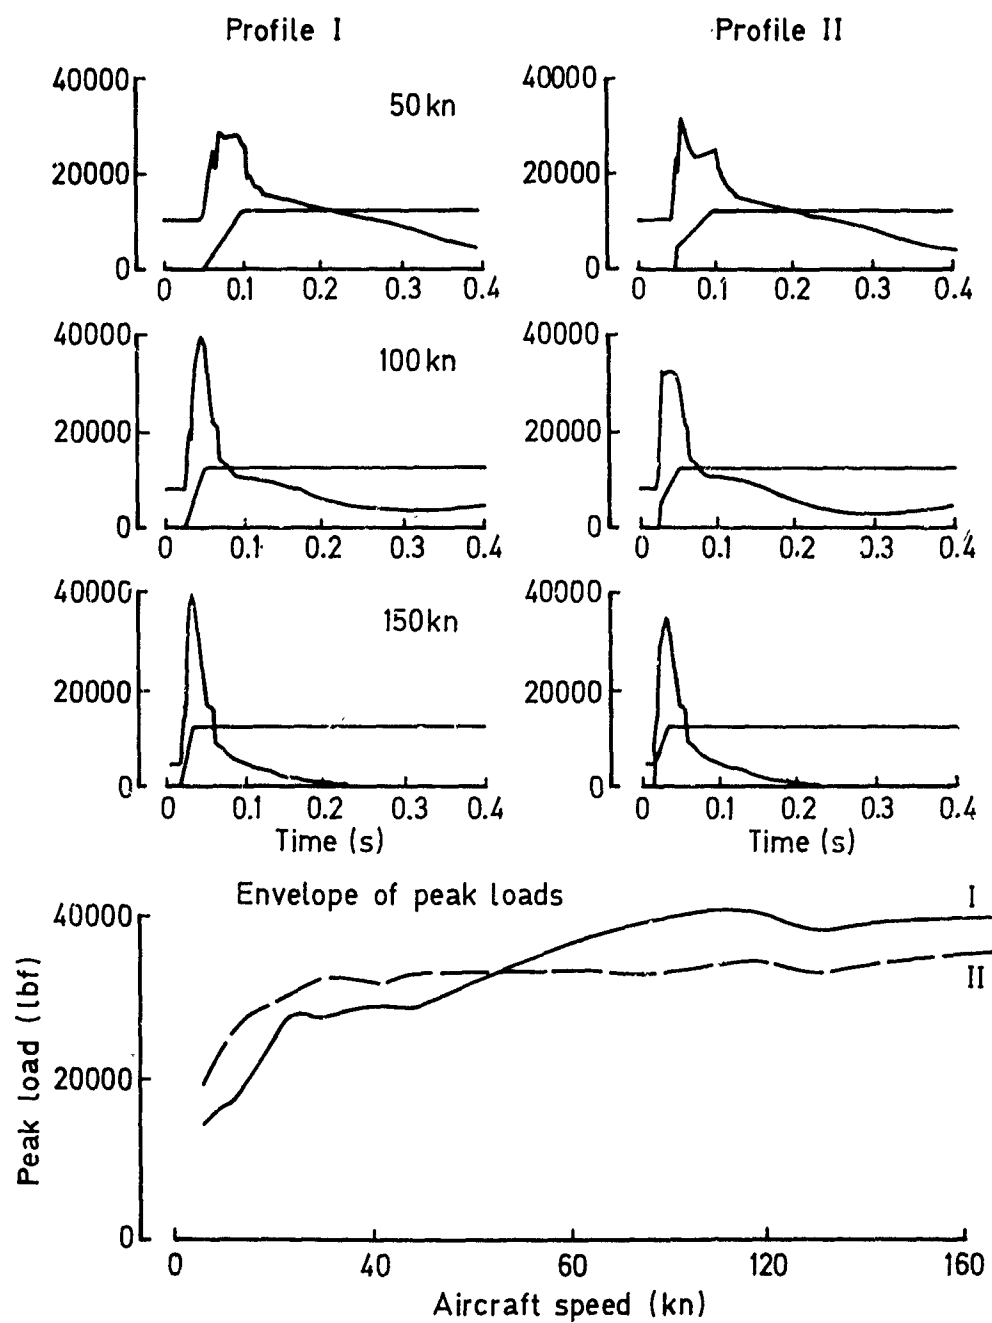 Profile I
Profile II
40000
50 kn
20000
0
0 0.1 0.2 0.3 0.4
40000
20000
0
0 0.1 0.2 0.3 0.4
40000
100 kn
20000
0
0 0.1 0.2 0.3 0.4
40000
20000
0
0 0.1 0.2 0.3 0.4
40000
150 kn
20000
0
0 0.1 0.2 0.3 0.4
Time (s)
40000
20000
0
0 0.1 0.2 0.3 0.4
Time (s)
Envelope of peak loads
I
II
Peak load (lbf)
40000
20000
0
0 40 60 120 160
Aircraft speed (kn)